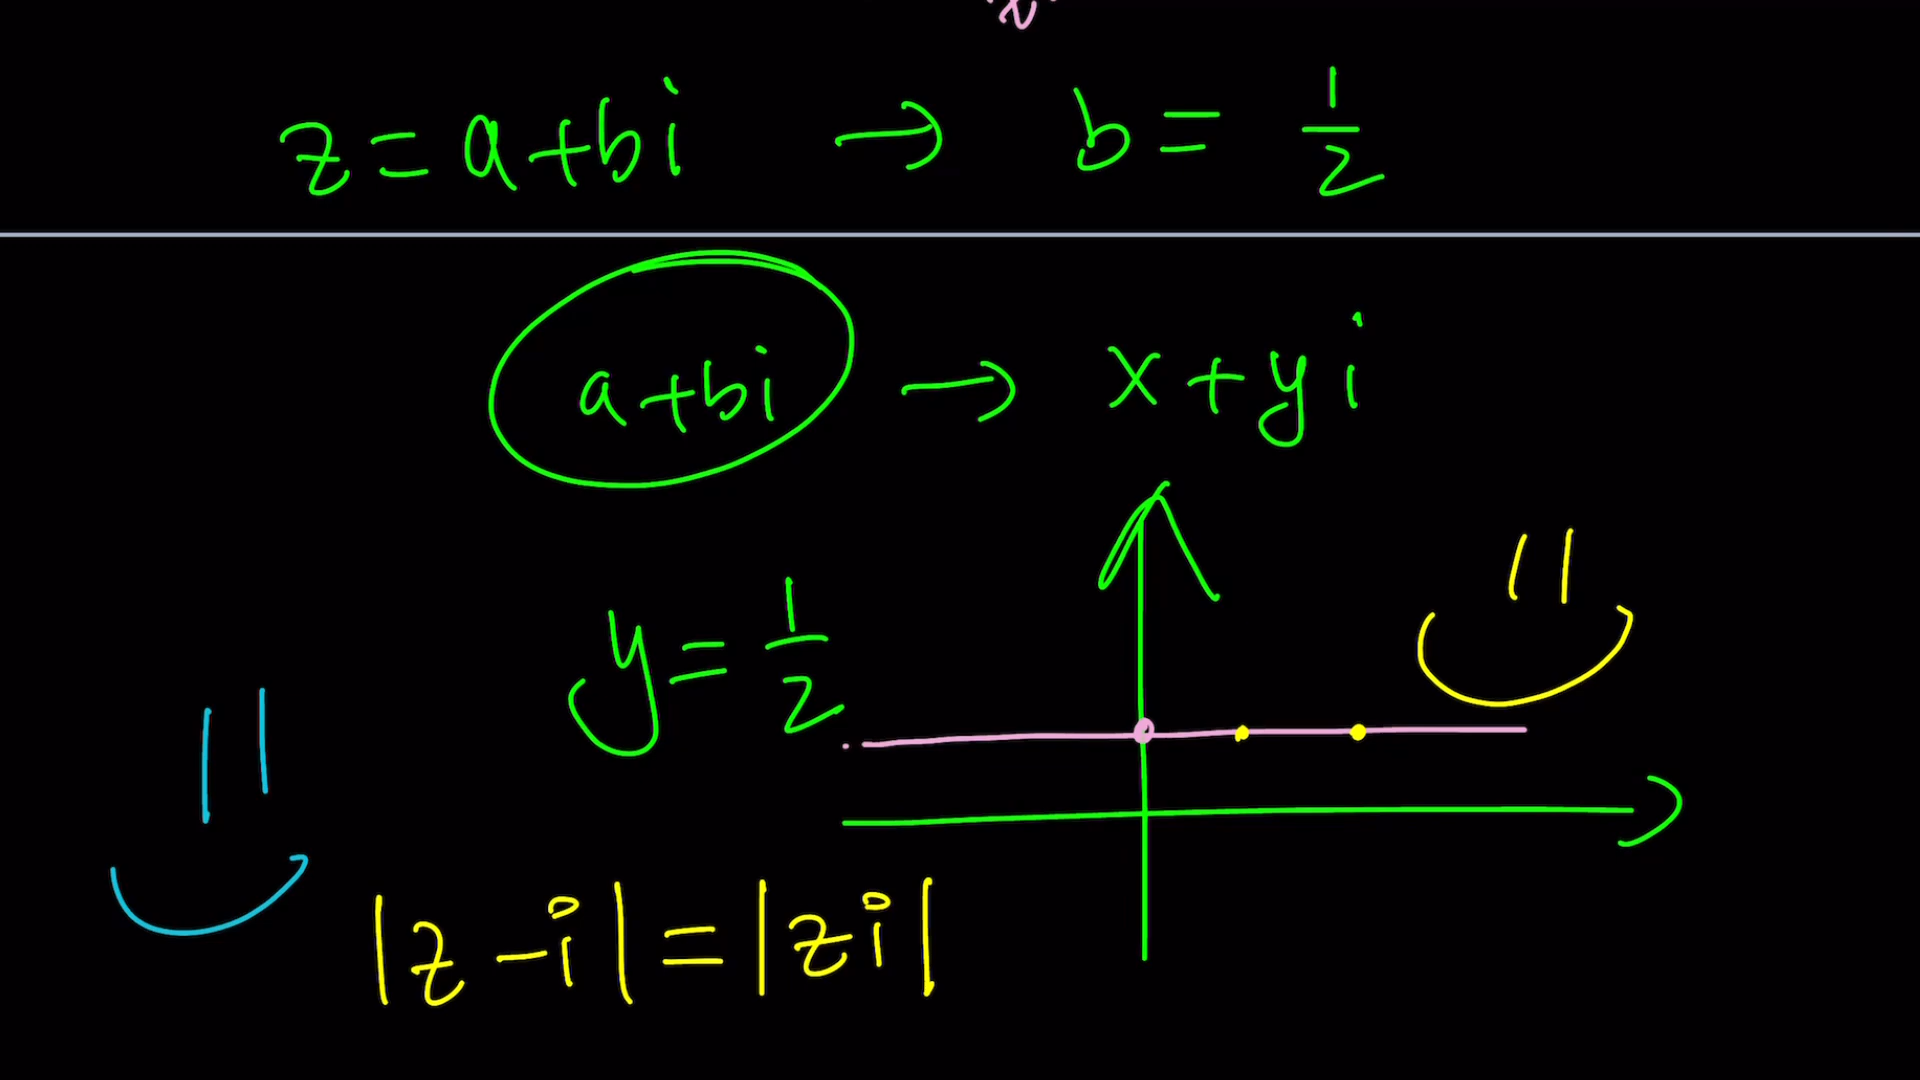 z = a + bi → b = 1/2
a + bi → x + yi
y = 1/2
|z - i| = |zi|